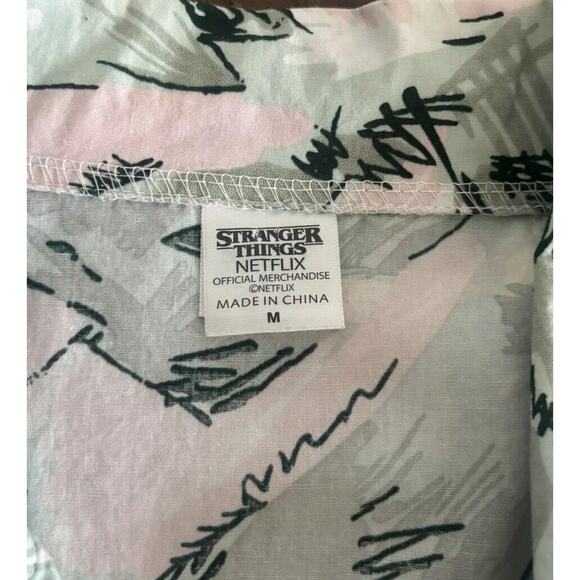 STRANGER
THINGS
NETFLIX
OFFICIAL MERCHANDISE
©NETFLIX
MADE IN CHINA
M